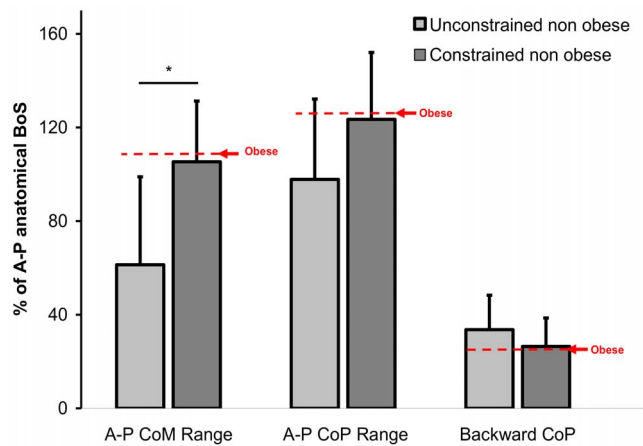 Unconstrained non obese
Constrained non obese
% of A-P anatomical BoS
160
120
80
40
0
*
Obese
Obese
Obese
A-P CoM Range
A-P CoP Range
Backward CoP